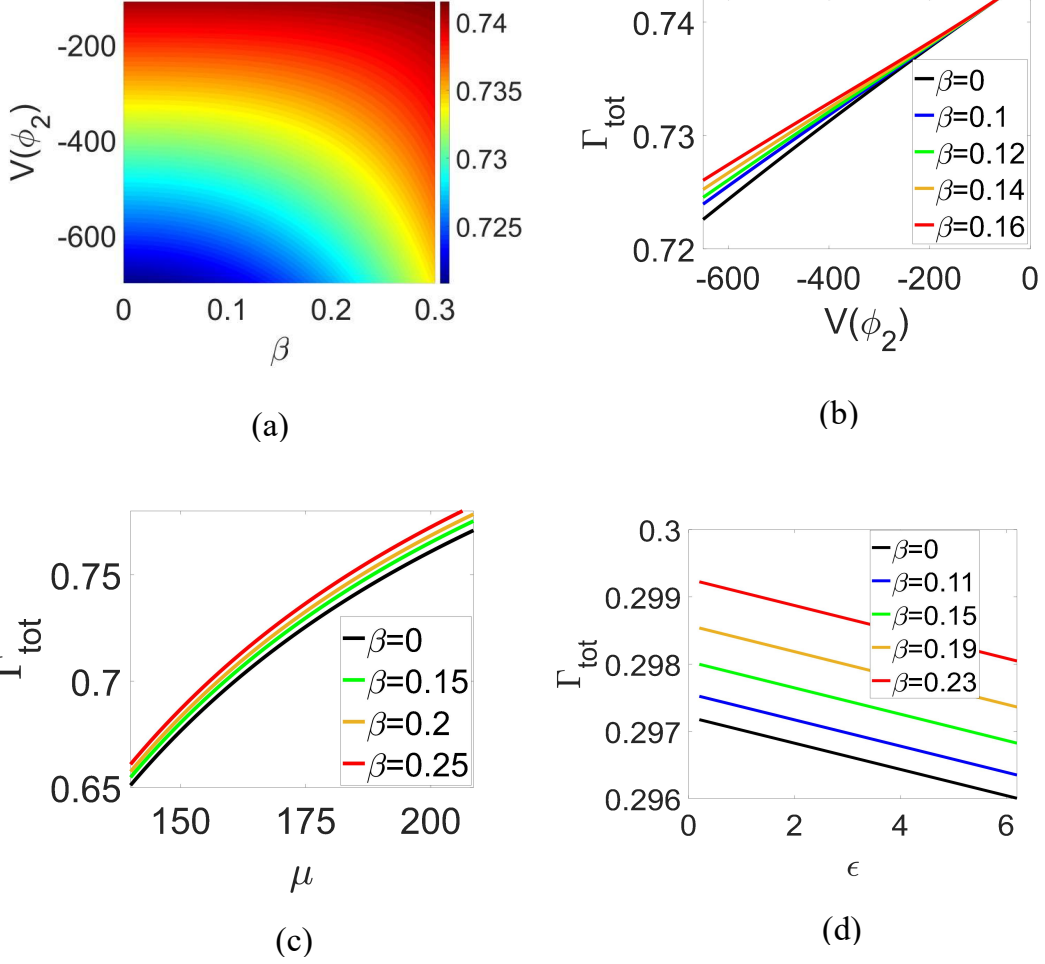 0.74
0.735
0.73
0.725
-200
-400
-600
V(ϕ₂)
0 0.1 0.2 0.3
β
(a)
0.74
0.73
0.72
Γtot
β=0
β=0.1
β=0.12
β=0.14
β=0.16
-600 -400 -200 0
V(ϕ₂)
(b)
0.75
0.7
0.65
Γtot
β=0
β=0.15
β=0.2
β=0.25
150 175 200
μ
(c)
0.3
0.299
0.298
0.297
0.296
Γtot
β=0
β=0.11
β=0.15
β=0.19
β=0.23
0 2 4 6
ϵ
(d)